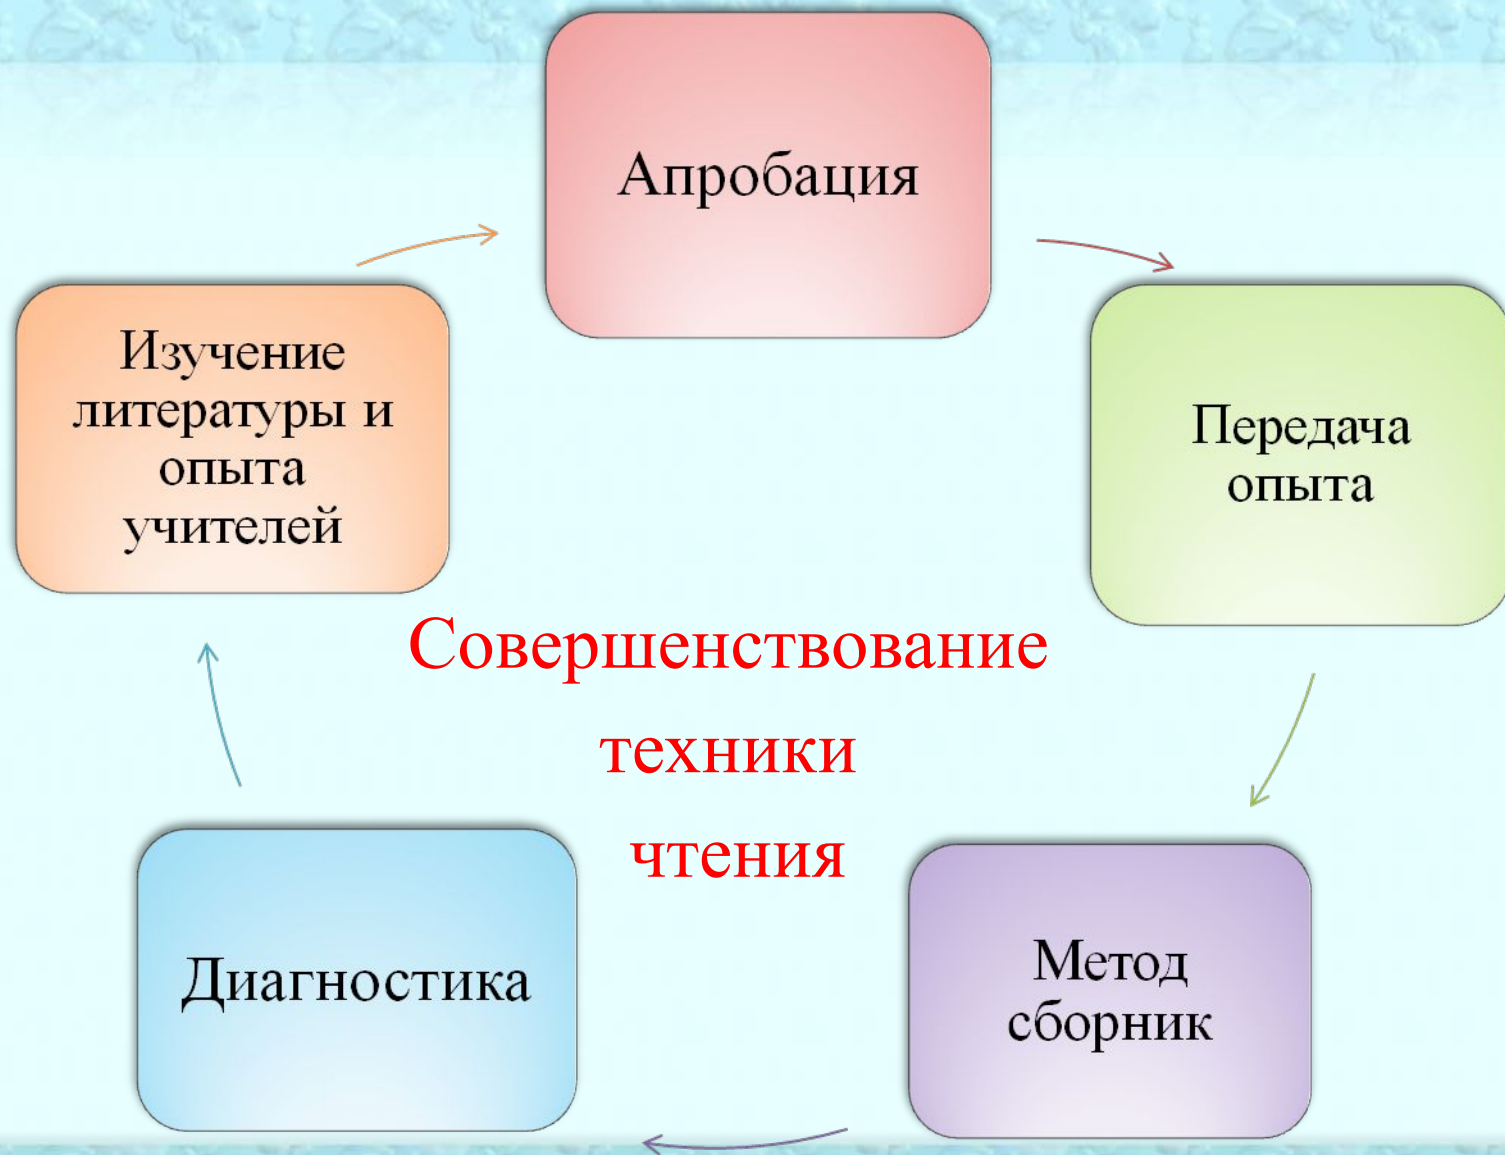 Апробация
Изучение
литературы и
опыта
учителей
Передача
опыта
Совершенствование
техники
чтения
Диагностика
Метод
сборник